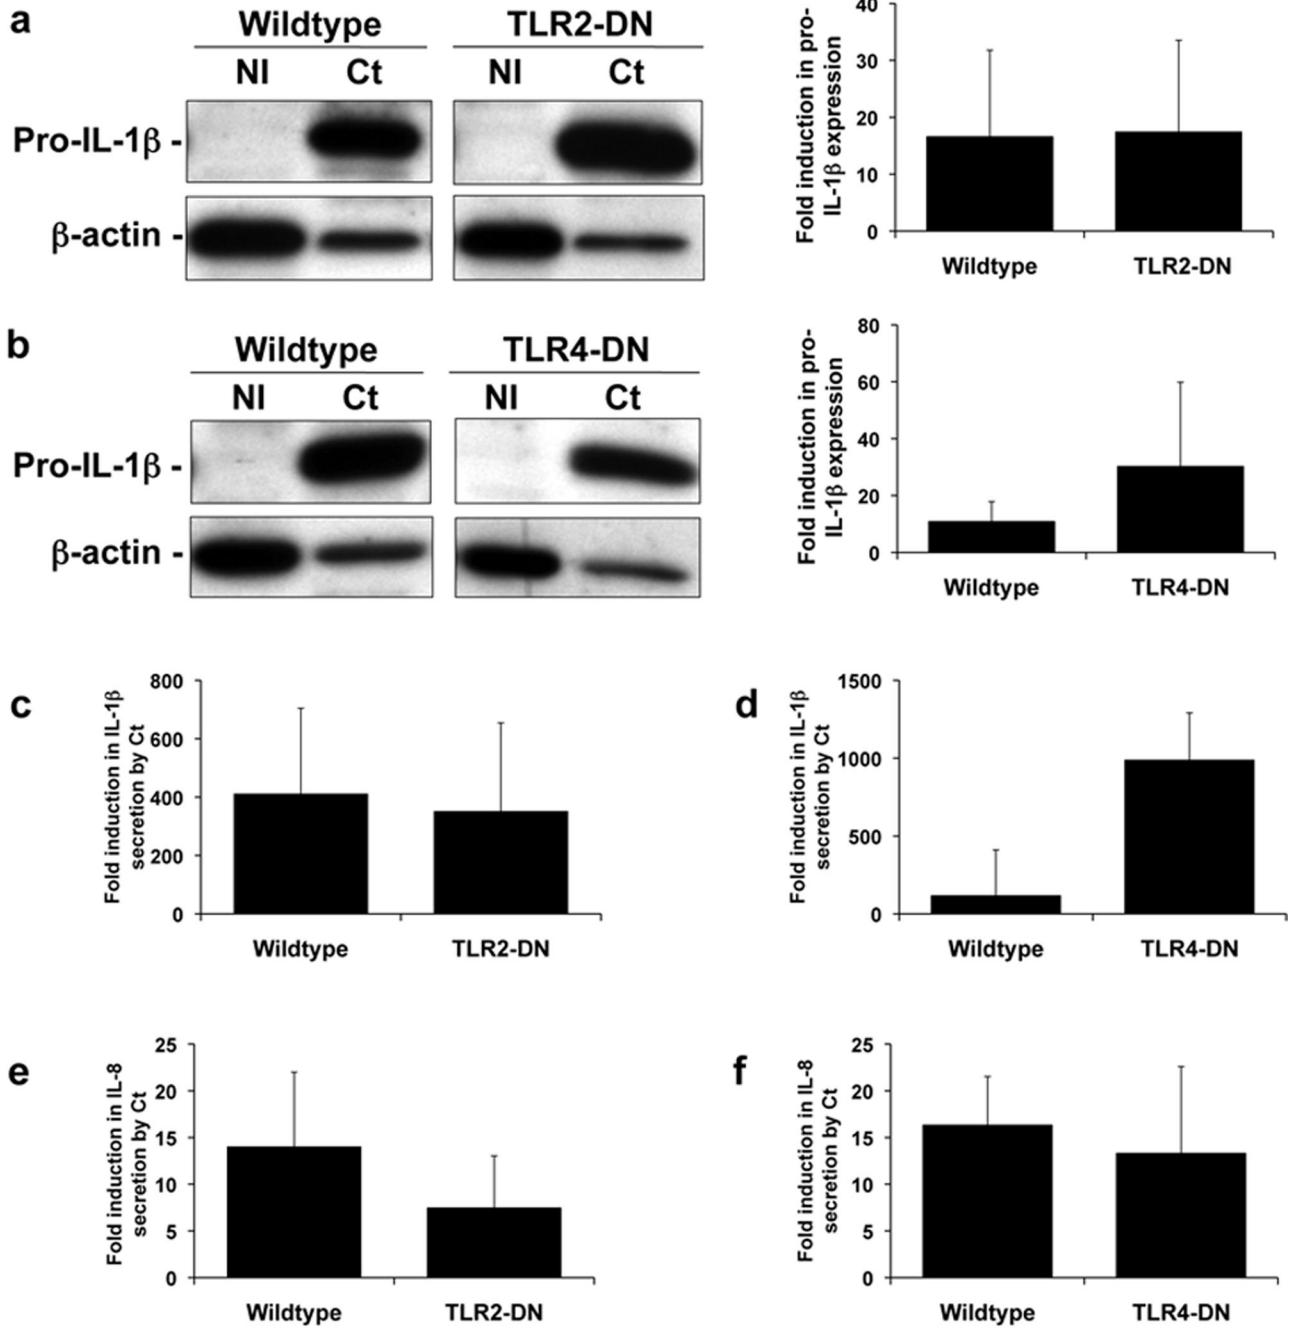 a
Wildtype TLR2-DN
NI Ct NI Ct
Pro-IL-1β -
β-actin -
Fold induction in pro-
IL-1β expression
40
30
20
10
0
Wildtype TLR2-DN
b
Wildtype TLR4-DN
NI Ct NI Ct
Pro-IL-1β -
β-actin -
Fold induction in pro-
IL-1β expression
80
60
40
20
0
Wildtype TLR4-DN
c
Fold induction in IL-1β
secretion by Ct
800
600
400
200
0
Wildtype TLR2-DN
d
Fold induction in IL-1β
secretion by Ct
1500
1000
500
0
Wildtype TLR4-DN
e
Fold induction in IL-8
secretion by Ct
25
20
15
10
5
0
Wildtype TLR2-DN
f
Fold induction in IL-8
secretion by Ct
25
20
15
10
5
0
Wildtype TLR4-DN